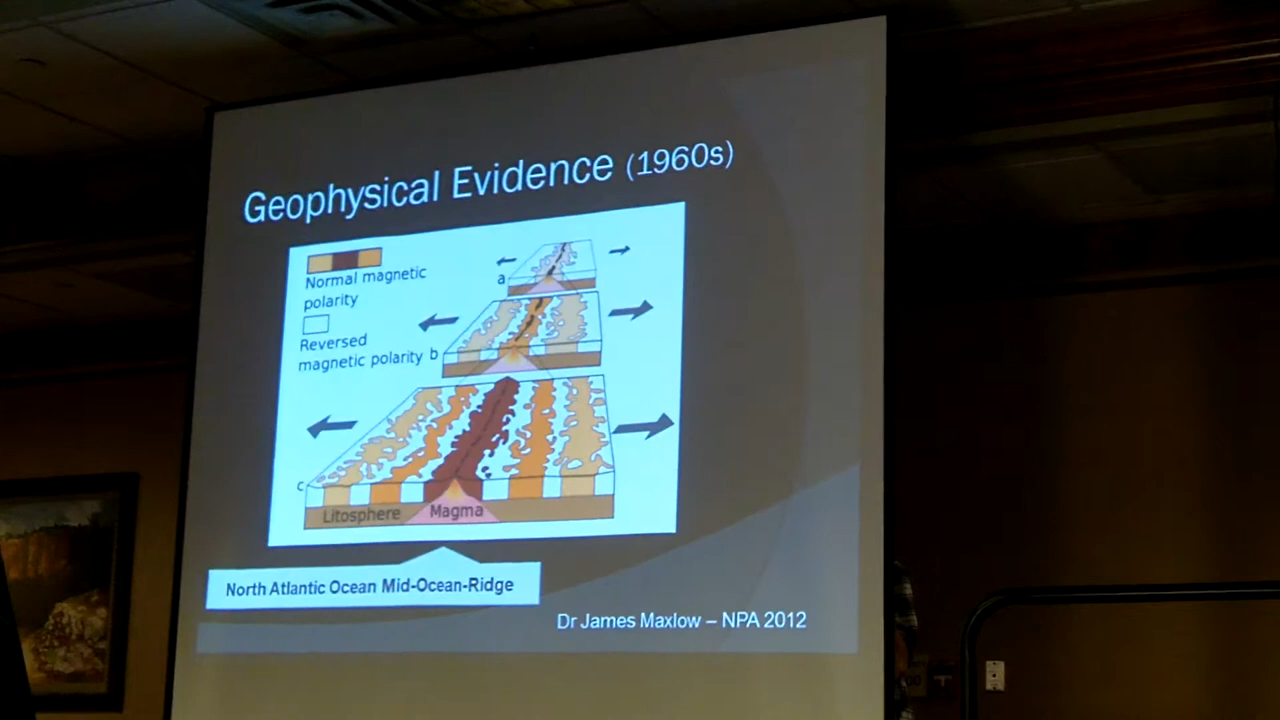 Geophysical Evidence (1960s)
Normal magnetic
polarity
Reversed
magnetic polarity
a
b
c
Litosphere
Magma
North Atlantic Ocean Mid-Ocean-Ridge
Dr James Maxlow – NPA 2012